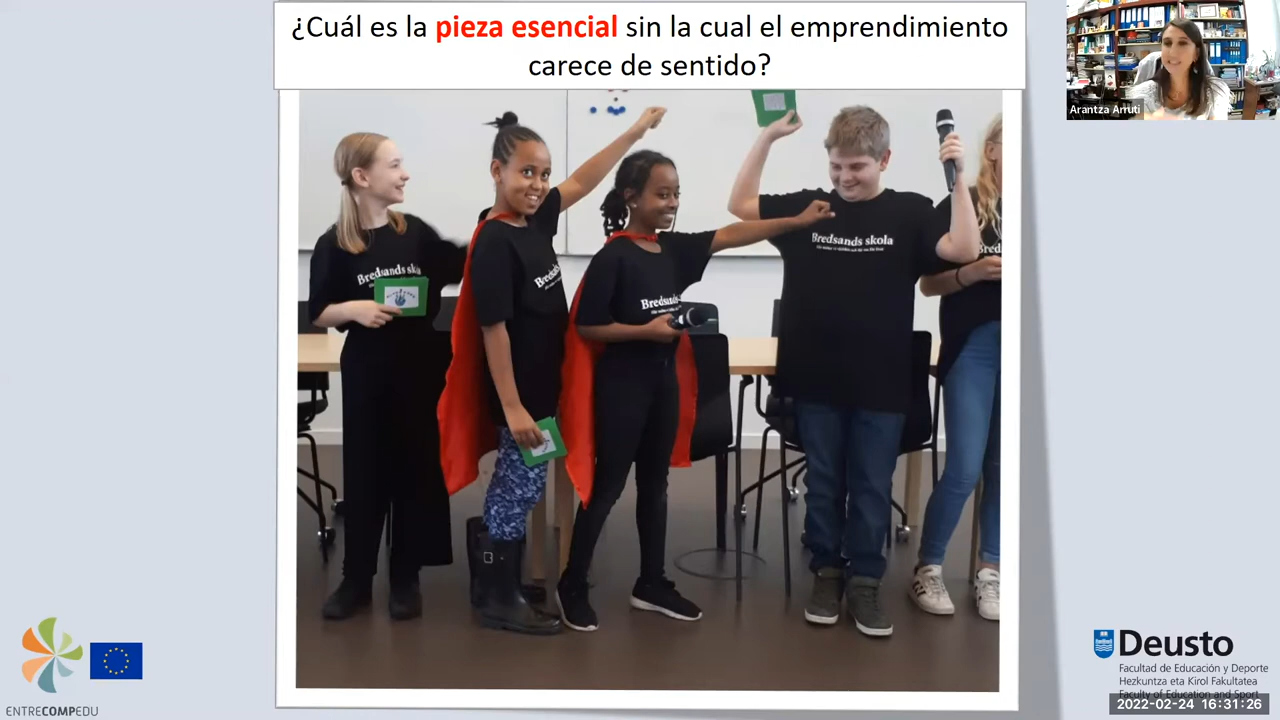 ¿Cuál es la pieza esencial sin la cual el emprendimiento
carece de sentido?
Arantza Arruti
Bredsands skola
Bredsands skola
ENTRECOMPEDU
Deusto
Facultad de Educación y Deporte
Hezkuntza eta Kirol Fakultatea
Faculty of Education and Sport
2022-02-24 16:31:26